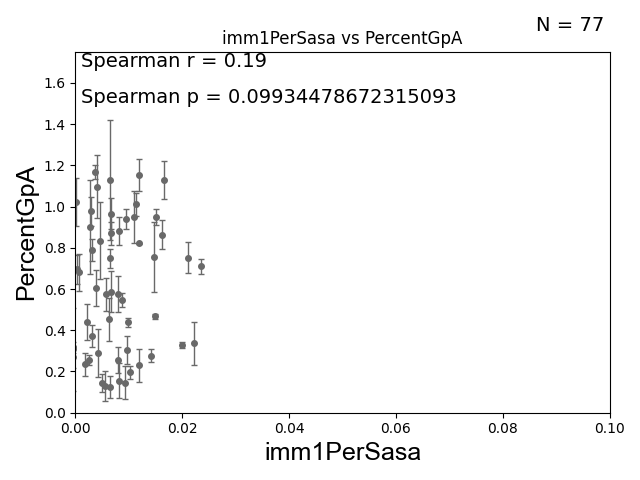 N = 77
imm1PerSasa vs PercentGpA
Spearman r = 0.19
Spearman p = 0.09934478672315093
PercentGpA
1.6
1.4
1.2
1.0
0.8
0.6
0.4
0.2
0.0
0.00 0.02 0.04 0.06 0.08 0.10
imm1PerSasa